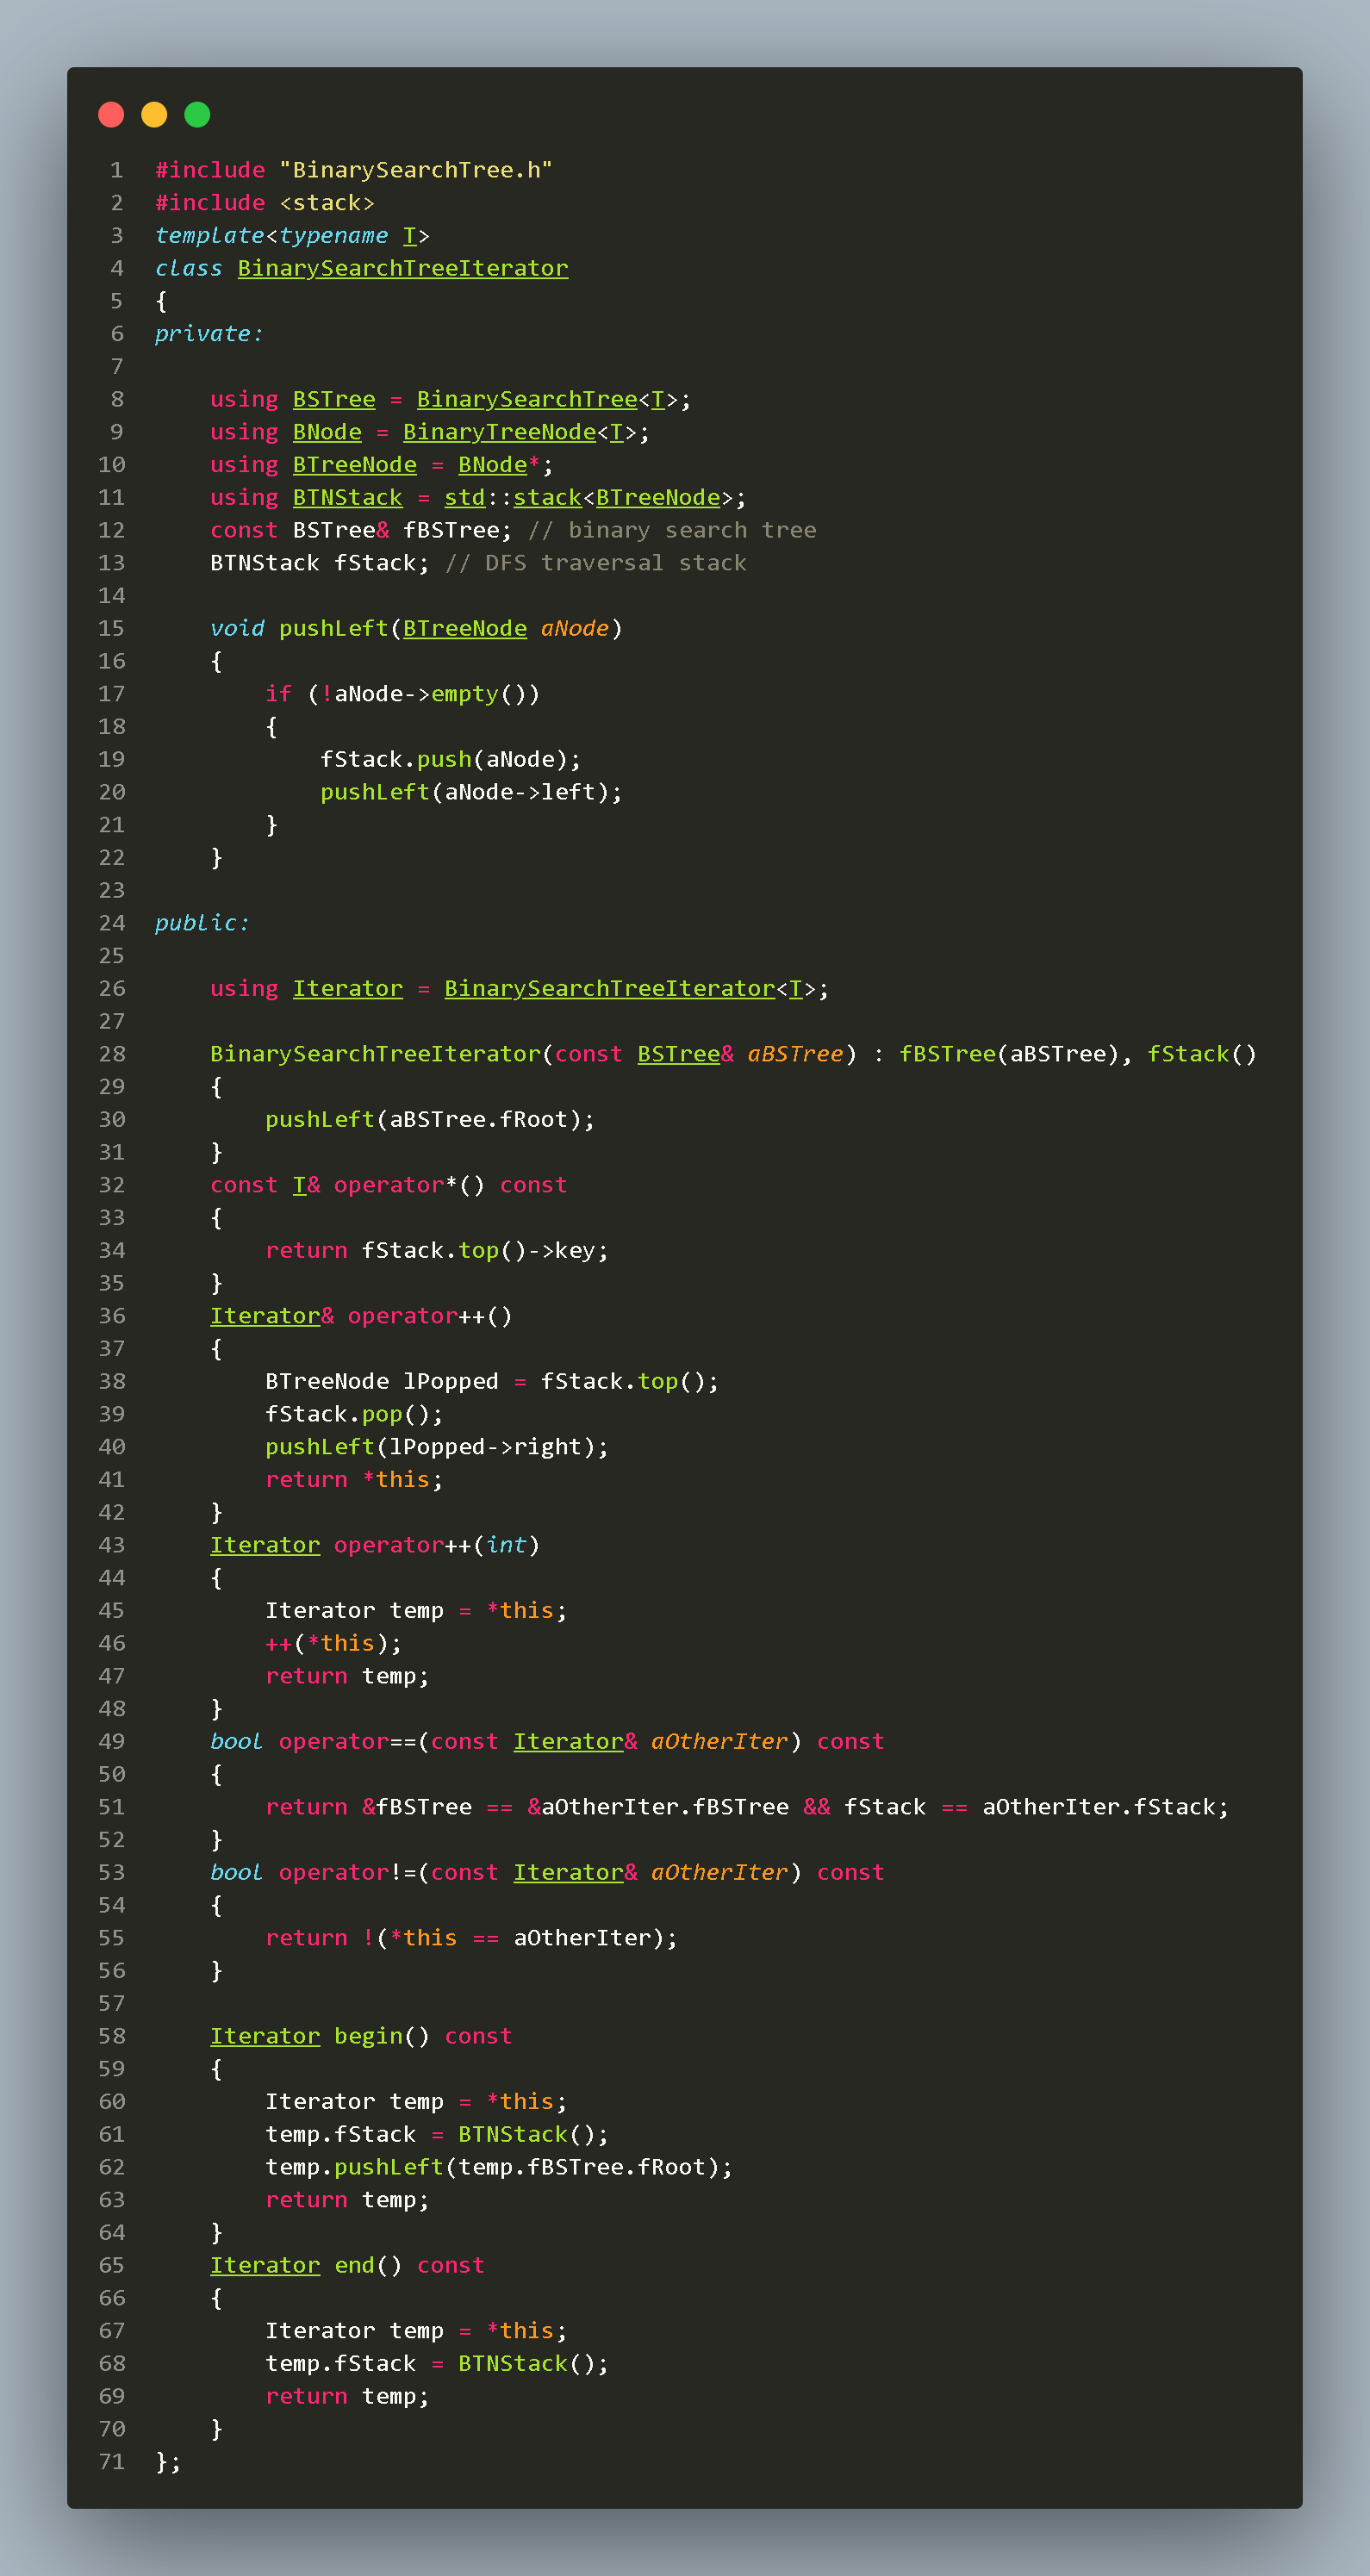 1 #include "BinarySearchTree.h"
2 #include <stack>
3 template<typename T>
4 class BinarySearchTreeIterator
5 {
6 private:
7
8     using BSTree = BinarySearchTree<T>;
9     using BNode = BinaryTreeNode<T>;
10     using BTreeNode = BNode*;
11     using BTNStack = std::stack<BTreeNode>;
12     const BSTree& fBSTree; // binary search tree
13     BTNStack fStack; // DFS traversal stack
14
15     void pushLeft(BTreeNode aNode)
16     {
17         if (!aNode->empty())
18         {
19             fStack.push(aNode);
20             pushLeft(aNode->left);
21         }
22     }
23
24 public:
25
26     using Iterator = BinarySearchTreeIterator<T>;
27
28     BinarySearchTreeIterator(const BSTree& aBSTree) : fBSTree(aBSTree), fStack()
29     {
30         pushLeft(aBSTree.fRoot);
31     }
32     const T& operator*() const
33     {
34         return fStack.top()->key;
35     }
36     Iterator& operator++()
37     {
38         BTreeNode lPopped = fStack.top();
39         fStack.pop();
40         pushLeft(lPopped->right);
41         return *this;
42     }
43     Iterator operator++(int)
44     {
45         Iterator temp = *this;
46         ++(*this);
47         return temp;
48     }
49     bool operator==(const Iterator& aOtherIter) const
50     {
51         return &fBSTree == &aOtherIter.fBSTree && fStack == aOtherIter.fStack;
52     }
53     bool operator!=(const Iterator& aOtherIter) const
54     {
55         return !(*this == aOtherIter);
56     }
57
58     Iterator begin() const
59     {
60         Iterator temp = *this;
61         temp.fStack = BTNStack();
62         temp.pushLeft(temp.fBSTree.fRoot);
63         return temp;
64     }
65     Iterator end() const
66     {
67         Iterator temp = *this;
68         temp.fStack = BTNStack();
69         return temp;
70     }
71 };